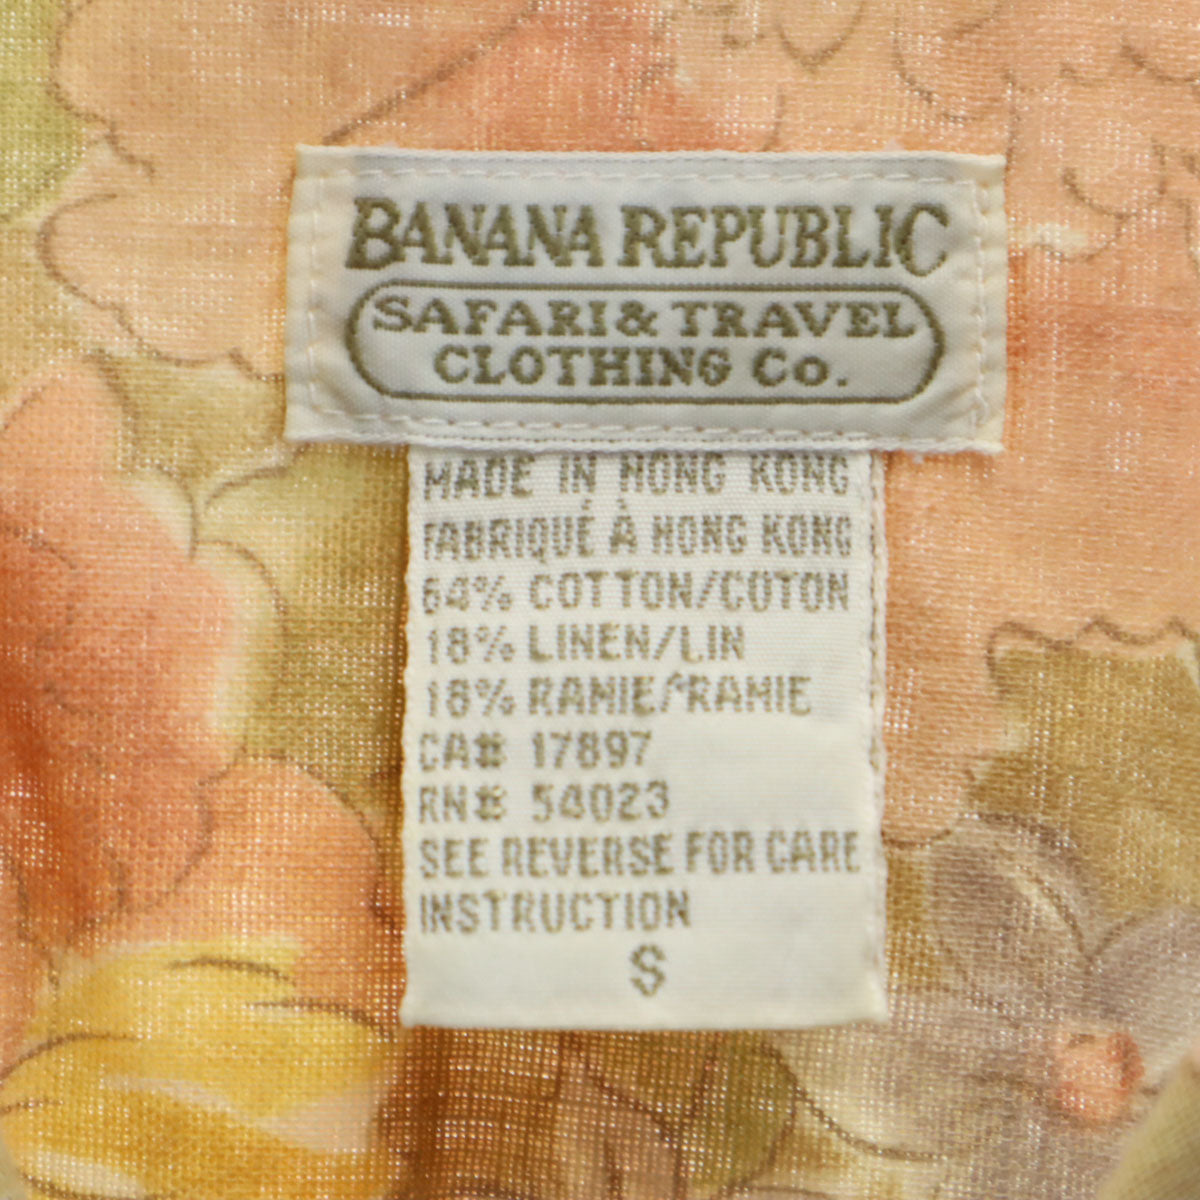 BANANA REPUBLIC
SAFARI & TRAVEL
CLOTHING Co.
MADE IN HONG KONG
FABRIQUÉ À HONG KONG
64% COTTON/COTON
18% LINEN/LIN
18% RAMIE/RAMIE
CA# 17897
RN# 54023
SEE REVERSE FOR CARE
INSTRUCTION
S